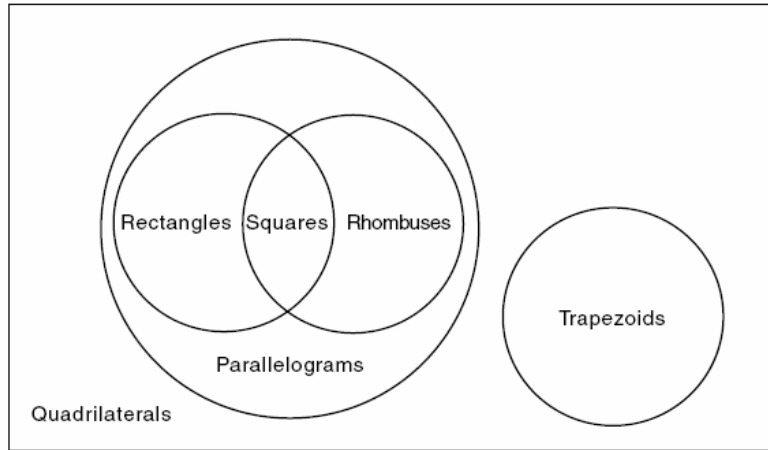 Rectangles
Squares
Rhombuses
Trapezoids
Parallelograms
Quadrilaterals